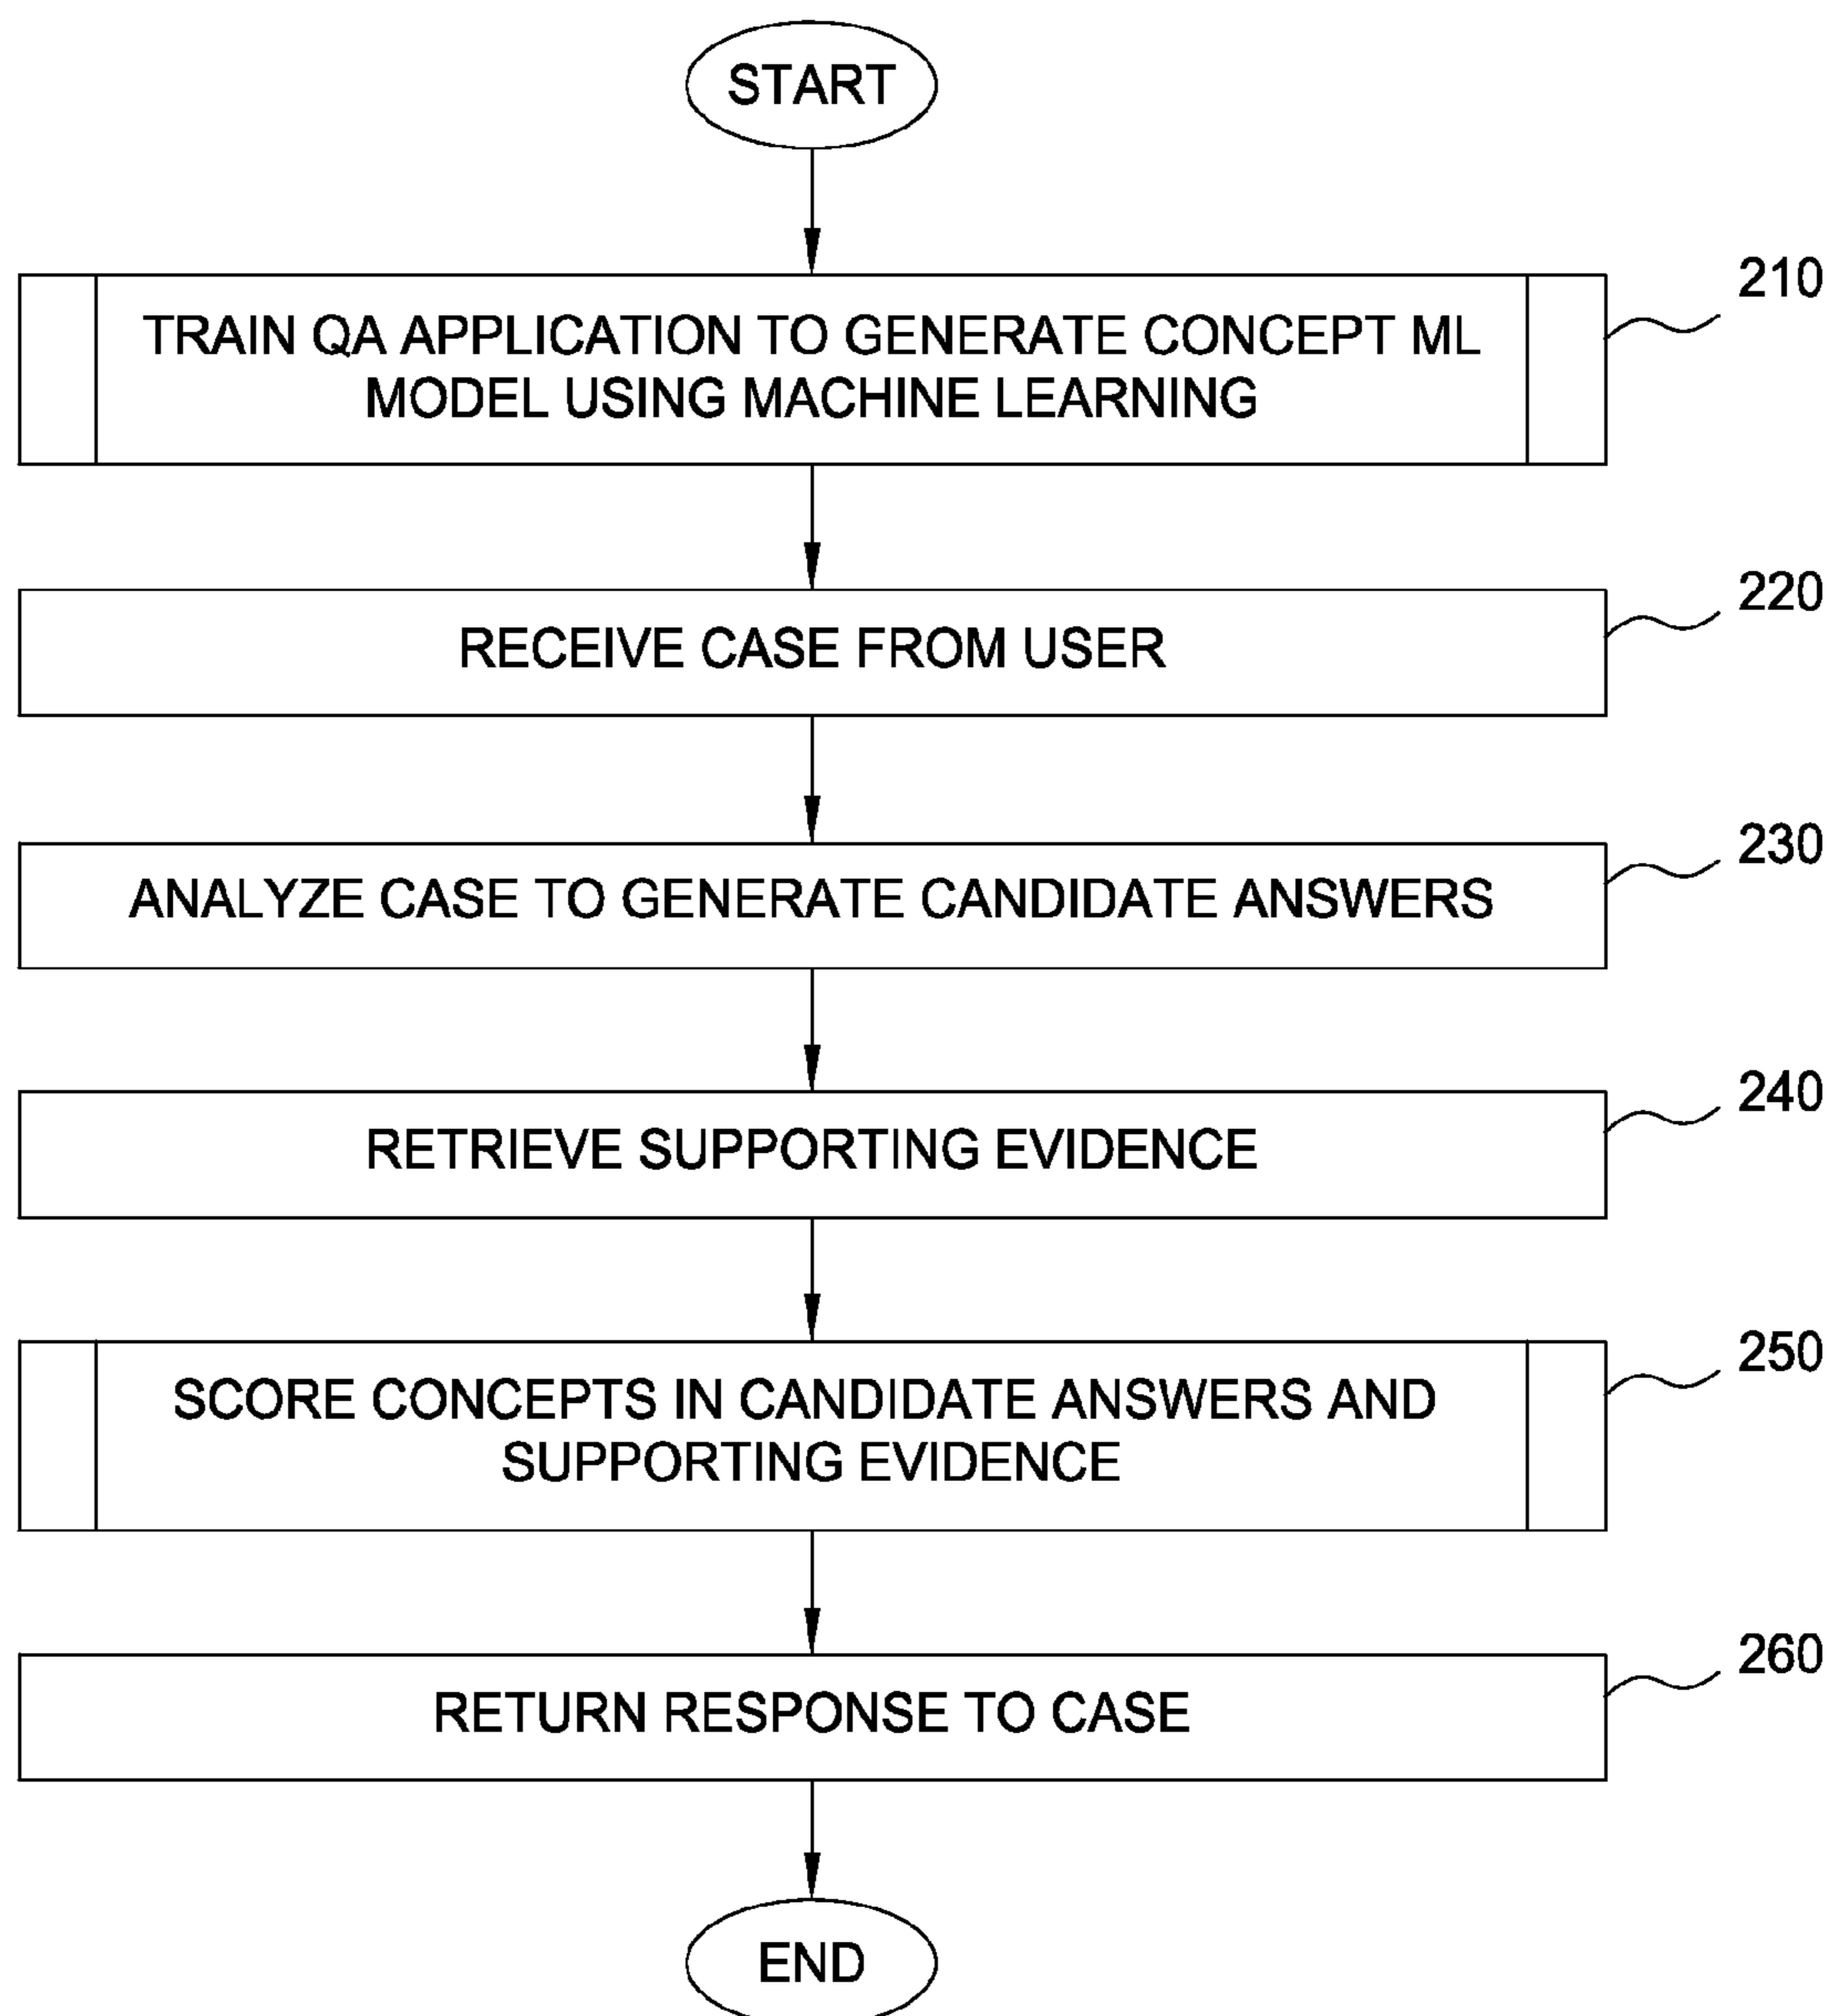 START
210
TRAIN QA APPLICATION TO GENERATE CONCEPT ML
MODEL USING MACHINE LEARNING
220
RECEIVE CASE FROM USER
230
ANALYZE CASE TO GENERATE CANDIDATE ANSWERS
240
RETRIEVE SUPPORTING EVIDENCE
250
SCORE CONCEPTS IN CANDIDATE ANSWERS AND
SUPPORTING EVIDENCE
260
RETURN RESPONSE TO CASE
END